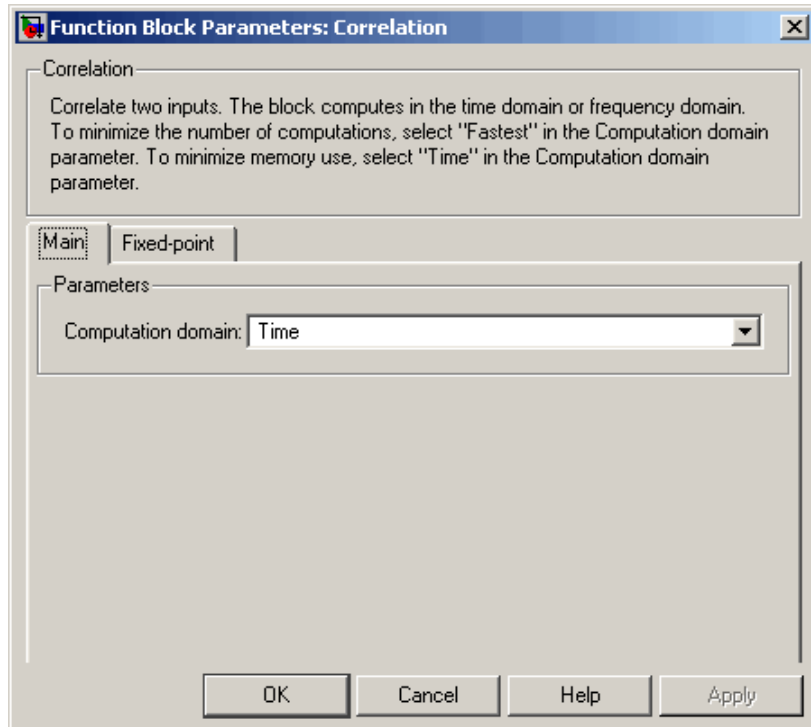 Function Block Parameters: Correlation
Correlation
Correlate two inputs. The block computes in the time domain or frequency domain.
To minimize the number of computations, select "Fastest" in the Computation domain
parameter. To minimize memory use, select "Time" in the Computation domain
parameter.
Main Fixed-point
Parameters
Computation domain: Time
OK Cancel Help Apply